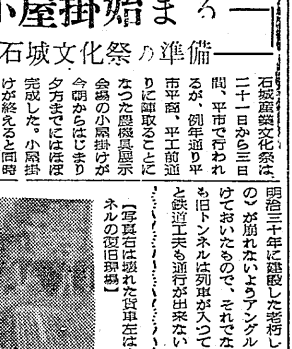 小屋掛始まる
石城文化祭の準備
石城産業文化祭は
二十一日から三日
間、平市で行われ
るが、例年通り平
市平商、平工前通
りに陣取ることに
なつた農機具展示
会場の小屋掛けが
今朝からはじまり
夕方までにはほぼ
完成した。小屋掛
けが終えると同時
明治三十年に建設した老朽し
の）が崩れないようアングル
けておいたもので、それでな
も旧トンネルは列車が入つて
と鉄道工夫も通行が出来ない
【写真右は壊れた貨車左は
ネルの復旧現場】